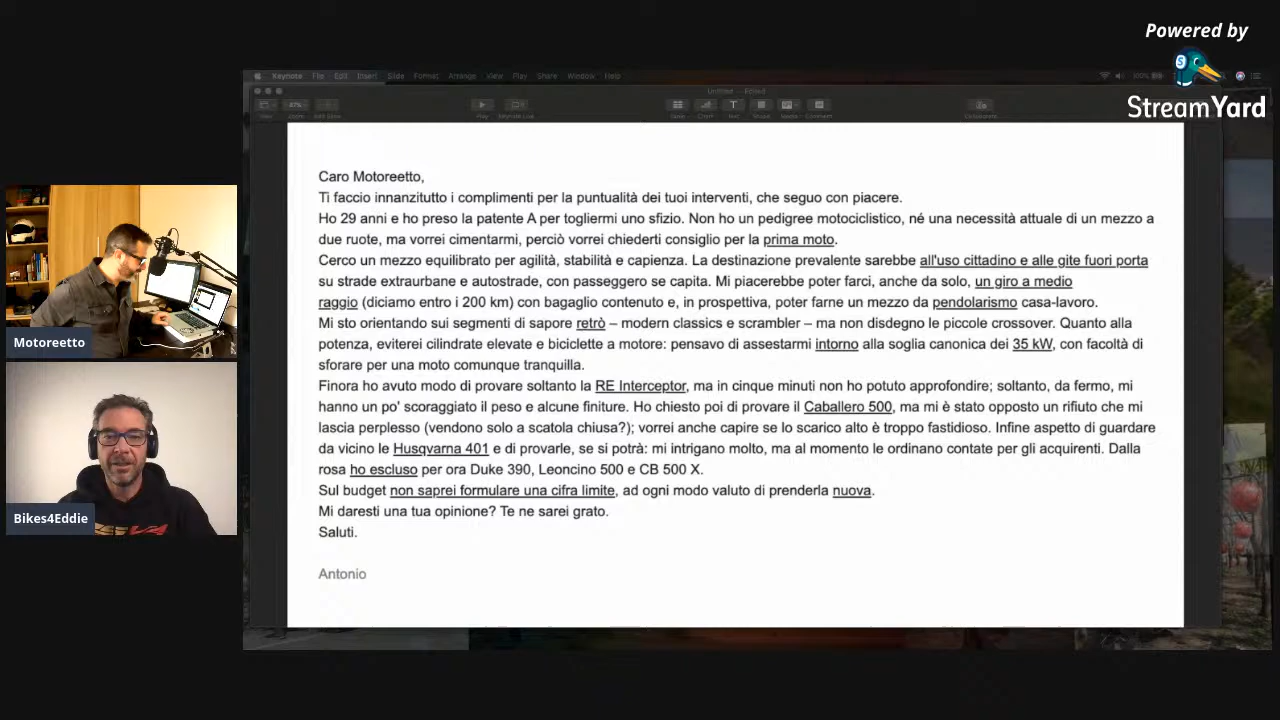 Powered by
StreamYard
Keynote File Edit Insert Slide Format Arrange View Play Share Window Help
Caro Motoreetto,
Ti faccio innanzitutto i complimenti per la puntualità dei tuoi interventi, che seguo con piacere.
Ho 29 anni e ho preso la patente A per togliermi uno sfizio. Non ho un pedigree motociclistico, né una necessità attuale di un mezzo a
due ruote, ma vorrei cimentarmi, perciò vorrei chiederti consiglio per la prima moto.
Cerco un mezzo equilibrato per agilità, stabilità e capienza. La destinazione prevalente sarebbe all'uso cittadino e alle gite fuori porta
su strade extraurbane e autostrade, con passeggero se capita. Mi piacerebbe poter farci, anche da solo, un giro a medio
raggio (diciamo entro i 200 km) con bagaglio contenuto e, in prospettiva, poter farne un mezzo da pendolarismo casa-lavoro.
Mi sto orientando sui segmenti di sapore retrò – modern classics e scrambler – ma non disdegno le piccole crossover. Quanto alla
potenza, eviterei cilindrate elevate e biciclette a motore: pensavo di assestarmi intorno alla soglia canonica dei 35 kW, con facoltà di
sforare per una moto comunque tranquilla.
Finora ho avuto modo di provare soltanto la RE Interceptor, ma in cinque minuti non ho potuto approfondire; soltanto, da fermo, mi
hanno un po' scoraggiato il peso e alcune finiture. Ho chiesto poi di provare il Caballero 500, ma mi è stato opposto un rifiuto che mi
lascia perplesso (vendono solo a scatola chiusa?); vorrei anche capire se lo scarico alto è troppo fastidioso. Infine aspetto di guardare
da vicino le Husqvarna 401 e di provarle, se si potrà: mi intrigano molto, ma al momento le ordinano contate per gli acquirenti. Dalla
rosa ho escluso per ora Duke 390, Leoncino 500 e CB 500 X.
Sul budget non saprei formulare una cifra limite, ad ogni modo valuto di prenderla nuova.
Mi daresti una tua opinione? Te ne sarei grato.
Saluti.
Antonio
Motoreetto
Bikes4Eddie